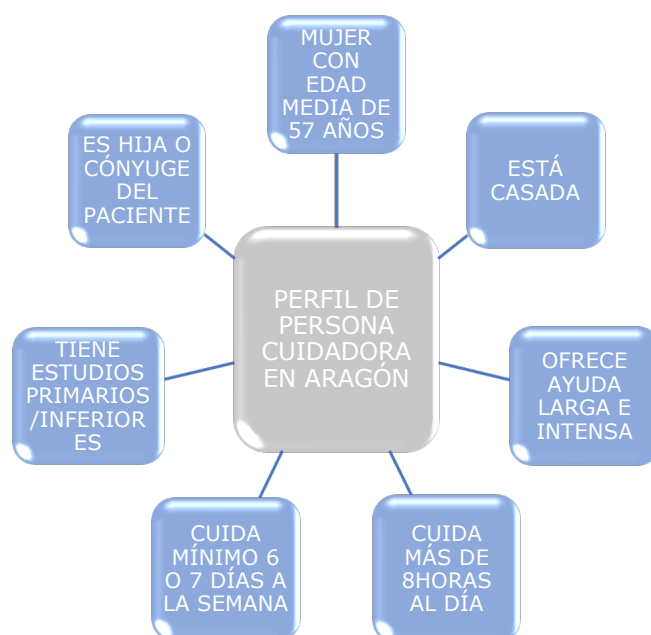 MUJER
CON
EDAD
MEDIA DE
57 AÑOS
ESTÁ
CASADA
OFRECE
AYUDA
LARGA E
INTENSA
CUIDA
MÁS DE
8HORAS
AL DÍA
CUIDA
MÍNIMO 6
O 7 DÍAS A
LA SEMANA
TIENE
ESTUDIOS
PRIMARIOS
/INFERIOR
ES
ES HIJA O
CÓNYUGE
DEL
PACIENTE
PERFIL DE
PERSONA
CUIDADORA
EN ARAGÓN